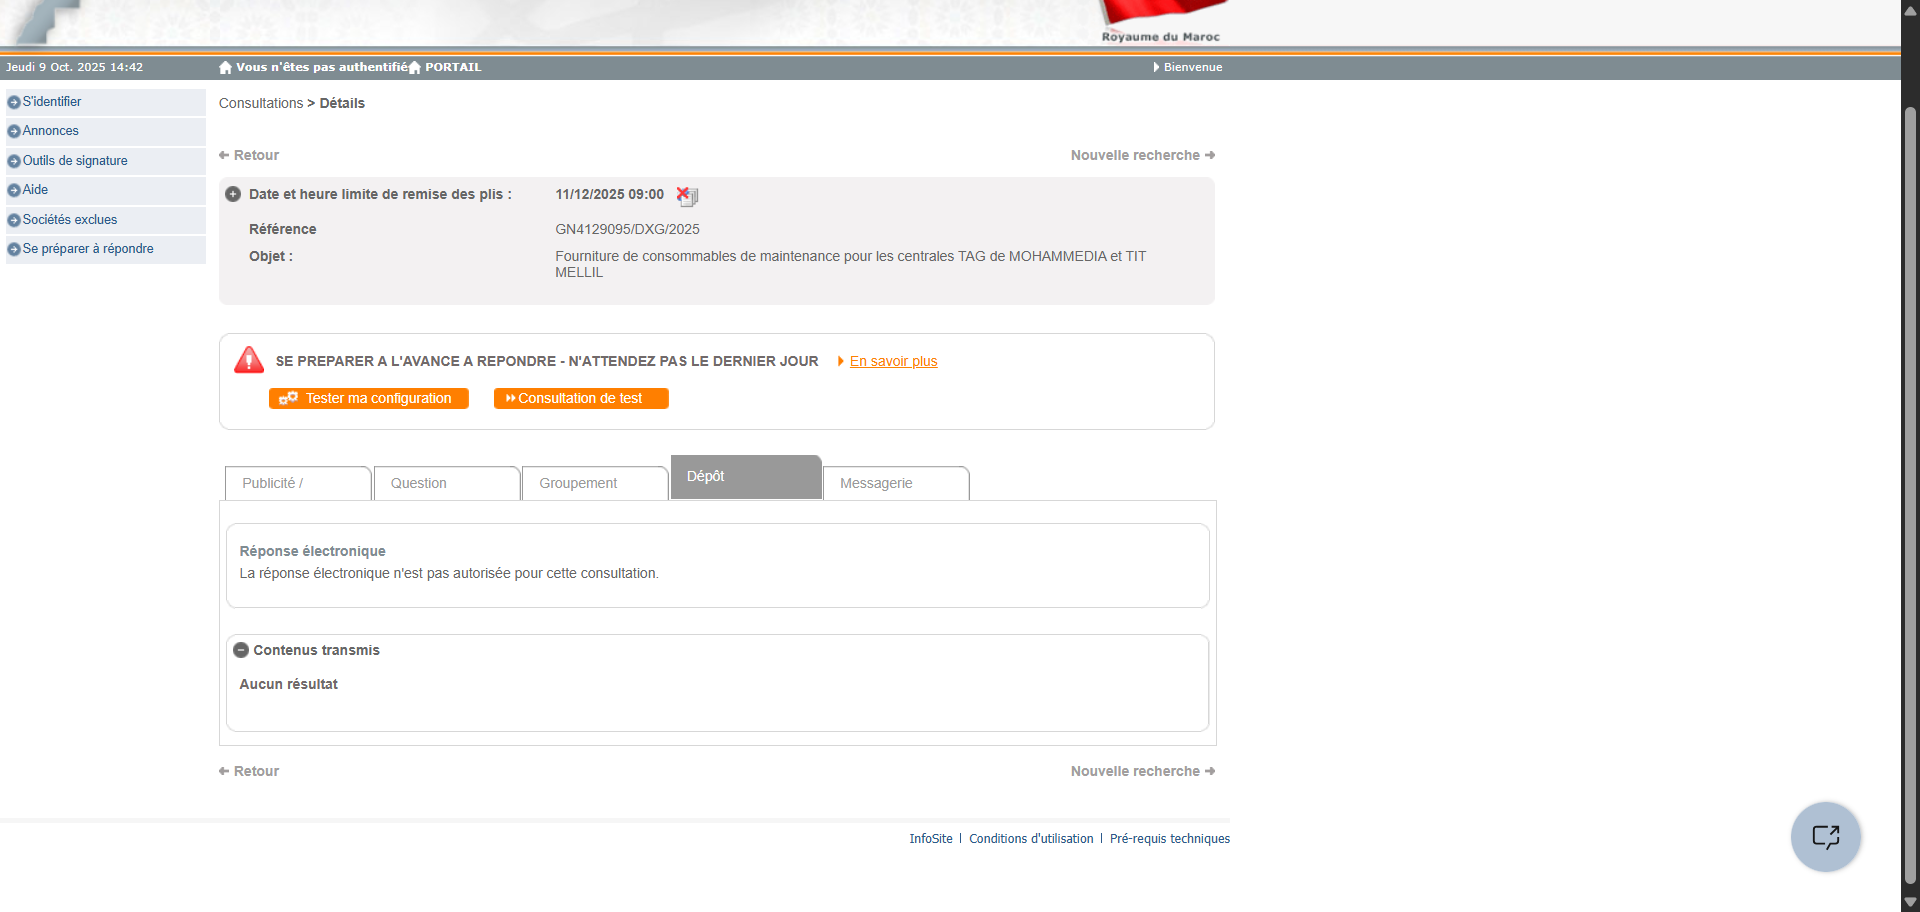 Royaume du Maroc
Jeudi 9 Oct. 2025 14:42
Vous n'êtes pas authentifié PORTAIL
Bienvenue
S'identifier
Annonces
Outils de signature
Aide
Sociétés exclues
Se préparer à répondre
Consultations > Détails
Retour
Nouvelle recherche
Date et heure limite de remise des plis : 11/12/2025 09:00
Référence GN4129095/DXG/2025
Objet : Fourniture de consommables de maintenance pour les centrales TAG de MOHAMMEDIA et TIT
MELLIL
SE PREPARER A L'AVANCE A REPONDRE - N'ATTENDEZ PAS LE DERNIER JOUR En savoir plus
Tester ma configuration
Consultation de test
Publicité /
Question
Groupement
Dépôt
Messagerie
Réponse électronique
La réponse électronique n'est pas autorisée pour cette consultation.
Contenus transmis
Aucun résultat
Retour
Nouvelle recherche
InfoSite | Conditions d'utilisation | Pré-requis techniques